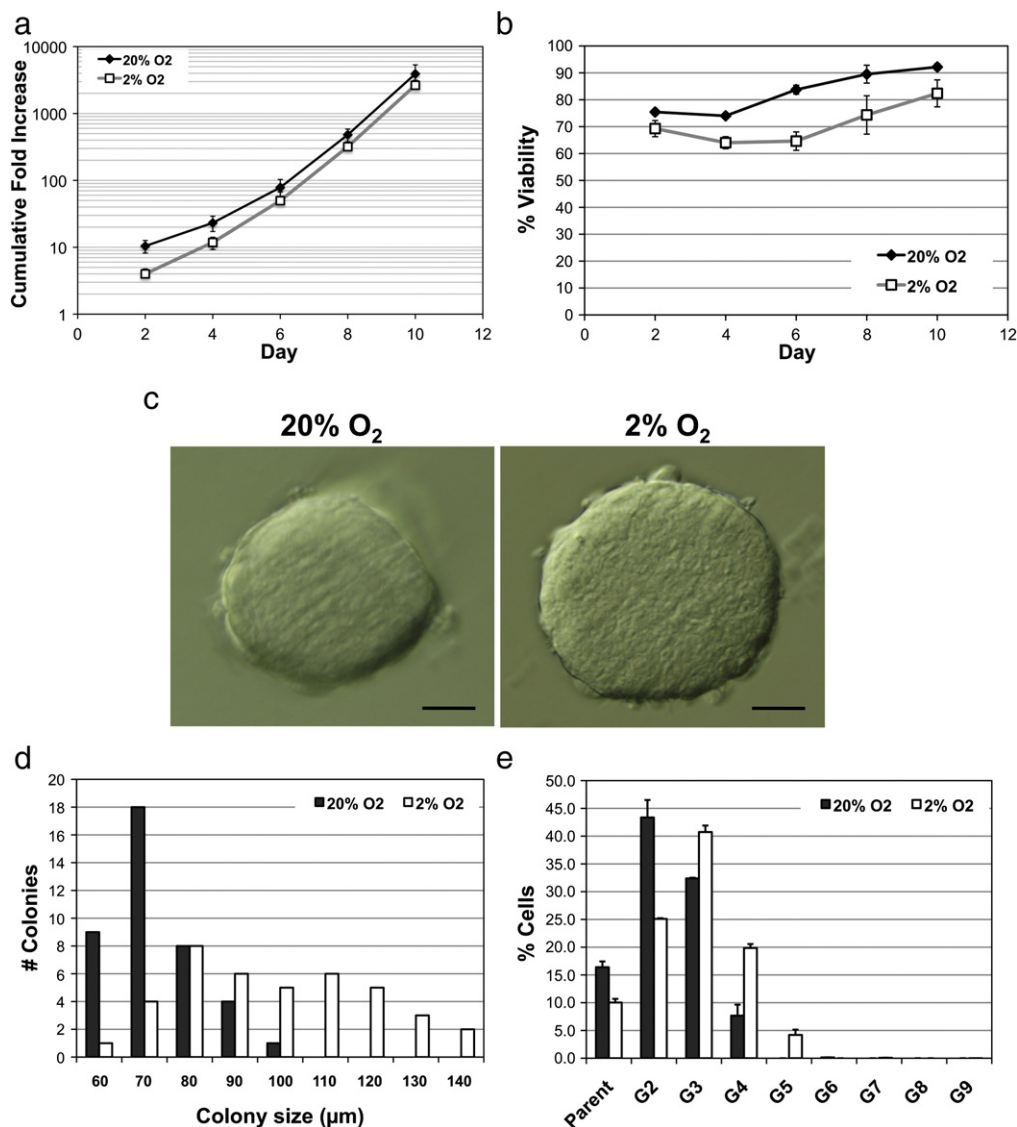 a
10000
1000
100
10
1
20% O2
2% O2
Cumulative Fold Increase
0 2 4 6 8 10 12
Day
b
100
90
80
70
60
50
40
30
20
10
0
% Viability
20% O2
2% O2
0 2 4 6 8 10 12
Day
c
20% O₂
2% O₂
d
20
18
16
14
12
10
8
6
4
2
0
# Colonies
20% O2 2% O2
60 70 80 90 100 110 120 130 140
Colony size (µm)
e
50.0
45.0
40.0
35.0
30.0
25.0
20.0
15.0
10.0
5.0
0.0
% Cells
20% O2 2% O2
Parent G2 G3 G4 G5 G6 G7 G8 G9